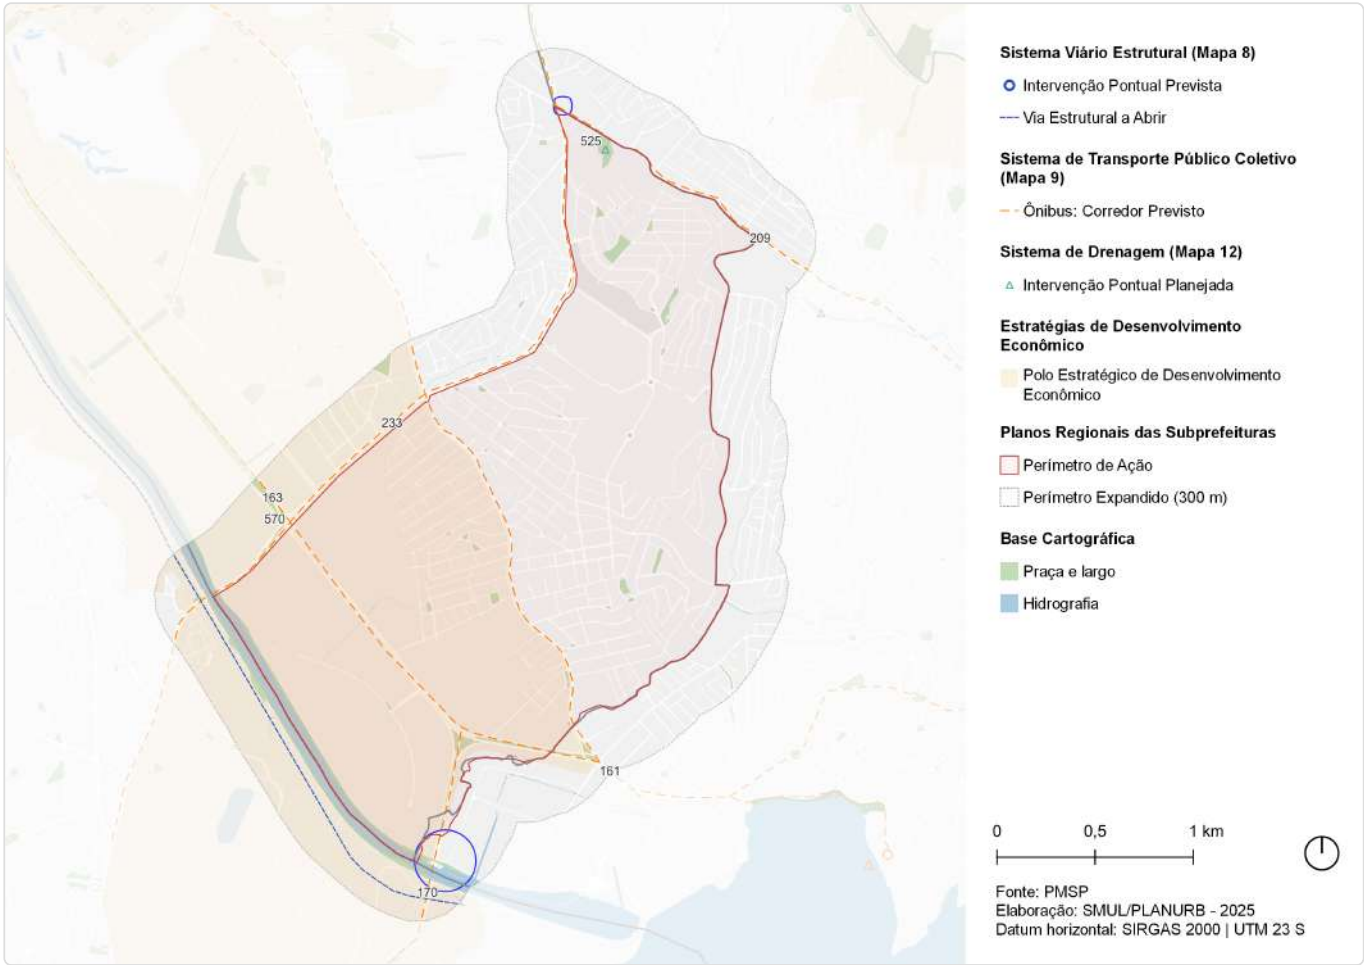 525
209
233
163
570
161
170
Sistema Viário Estrutural (Mapa 8)
Intervenção Pontual Prevista
Via Estrutural a Abrir
Sistema de Transporte Público Coletivo
(Mapa 9)
Ônibus: Corredor Previsto
Sistema de Drenagem (Mapa 12)
Intervenção Pontual Planejada
Estratégias de Desenvolvimento
Econômico
Polo Estratégico de Desenvolvimento
Econômico
Planos Regionais das Subprefeituras
Perímetro de Ação
Perímetro Expandido (300 m)
Base Cartográfica
Praça e largo
Hidrografia
0 0,5 1 km
Fonte: PMSP
Elaboração: SMUL/PLANURB - 2025
Datum horizontal: SIRGAS 2000 | UTM 23 S